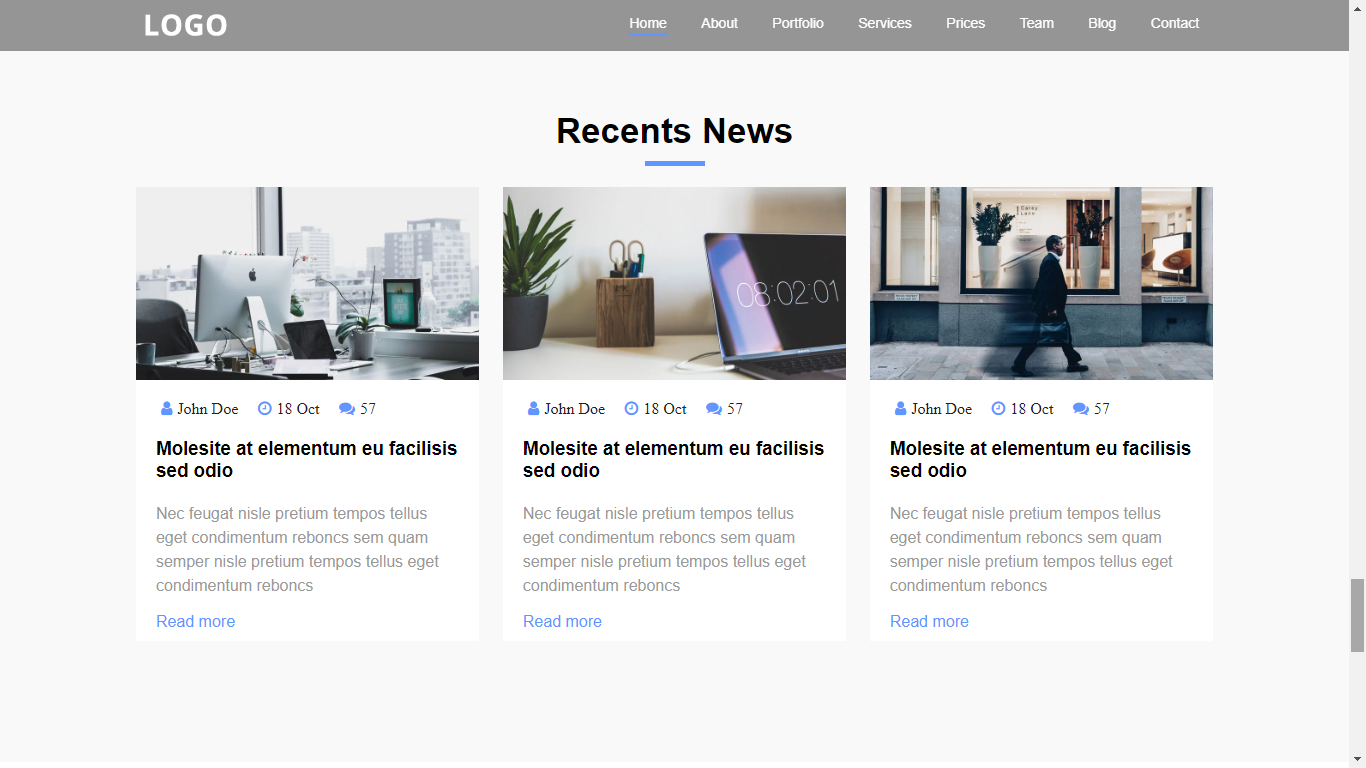 LOGO
Home About Portfolio Services Prices Team Blog Contact
Recents News
08:02:01
John Doe 18 Oct 57
Molesite at elementum eu facilisis
sed odio
Nec feugat nisle pretium tempos tellus
eget condimentum reboncs sem quam
semper nisle pretium tempos tellus eget
condimentum reboncs
Read more
John Doe 18 Oct 57
Molesite at elementum eu facilisis
sed odio
Nec feugat nisle pretium tempos tellus
eget condimentum reboncs sem quam
semper nisle pretium tempos tellus eget
condimentum reboncs
Read more
John Doe 18 Oct 57
Molesite at elementum eu facilisis
sed odio
Nec feugat nisle pretium tempos tellus
eget condimentum reboncs sem quam
semper nisle pretium tempos tellus eget
condimentum reboncs
Read more